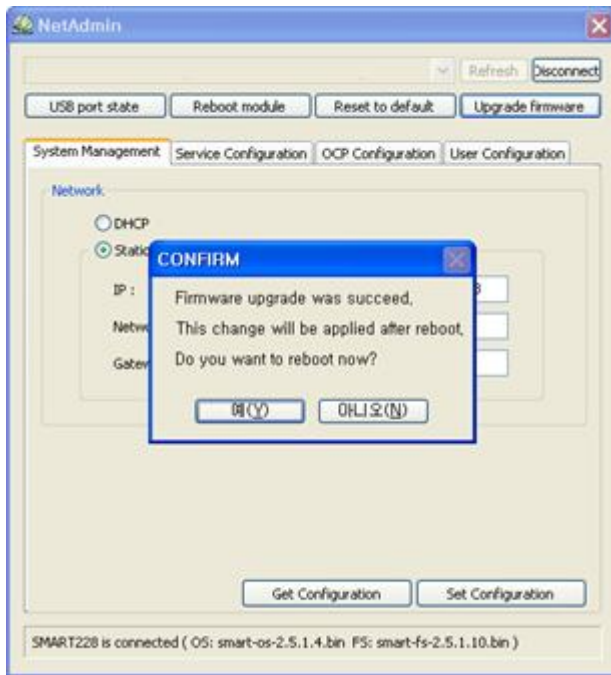 NetAdmin
Refresh
Disconnect
USB port state
Reboot module
Reset to default
Upgrade firmware
System Management
Service Configuration
OCP Configuration
User Configuration
Network
DHCP
CONFIRM
IP :
Firmware upgrade was succeed,
This change will be applied after reboot,
Do you want to reboot now?
예(Y)
아니오(N)
Get Configuration
Set Configuration
SMART228 is connected ( OS: smart-os-2.5.1.4.bin FS: smart-fs-2.5.1.10.bin )